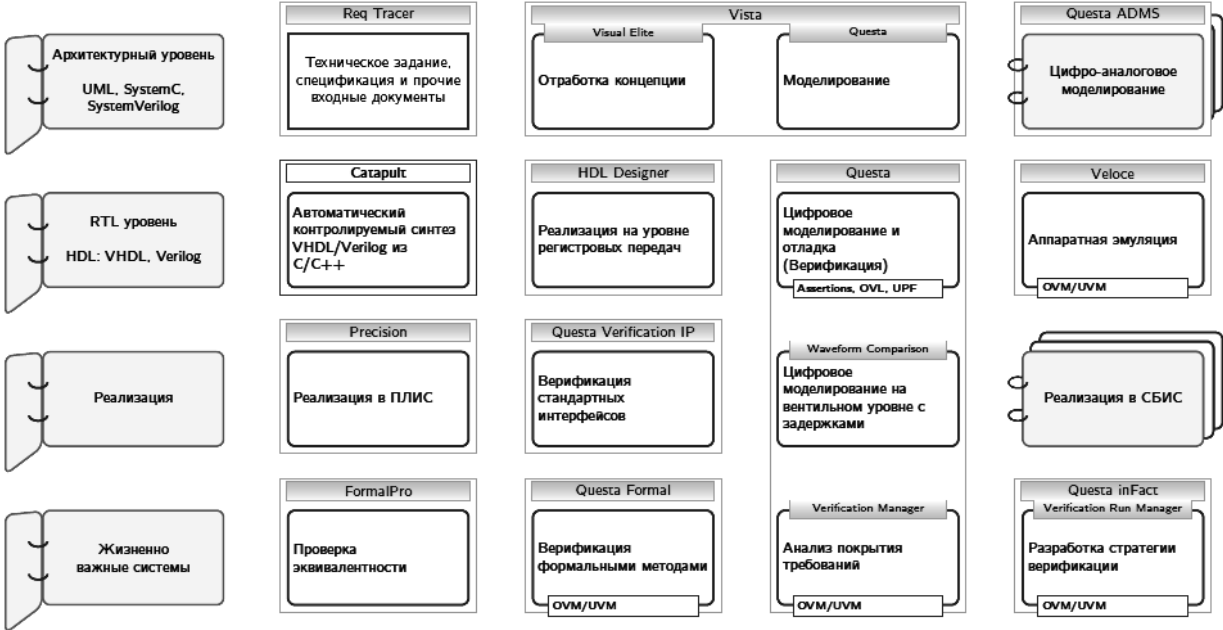 Архитектурный уровень
UML, SystemC,
SystemVerilog
Req Tracer
Техническое задание,
спецификация и прочие
входные документы
Vista
Visual Elite
Отработка концепции
Questa
Моделирование
Questa ADMS
Цифро-аналоговое
моделирование
RTL уровень
HDL: VHDL, Verilog
Catapult
Автоматический
контролируемый синтез
VHDL/Verilog из
C/C++
HDL Designer
Реализация на уровне
регистровых передач
Questa
Цифровое
моделирование и
отладка
(Верификация)
Assertions, OVL, UPF
Veloce
Аппаратная эмуляция
OVM/UVM
Реализация
Precision
Реализация в ПЛИС
Questa Verification IP
Верификация
стандартных
интерфейсов
Waveform Comparison
Цифровое
моделирование на
вентильном уровне с
задержками
Реализация в СБИС
Жизненно
важные системы
FormalPro
Проверка
эквивалентности
Questa Formal
Верификация
формальными методами
OVM/UVM
Verification Manager
Анализ покрытия
требований
OVM/UVM
Questa inFact
Verification Run Manager
Разработка стратегии
верификации
OVM/UVM